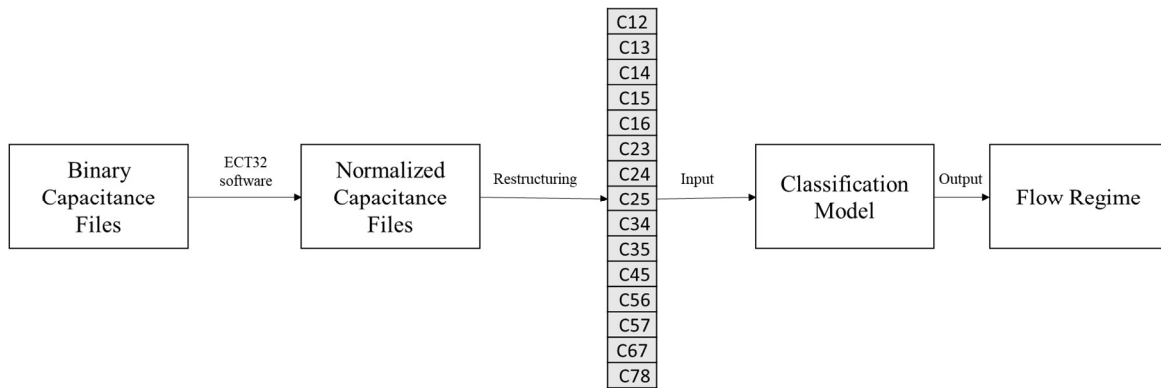 Binary
Capacitance
Files
ECT32
software
Normalized
Capacitance
Files
Restructuring
C12
C13
C14
C15
C16
C23
C24
C25
C34
C35
C45
C56
C57
C67
C78
Input
Classification
Model
Output
Flow Regime